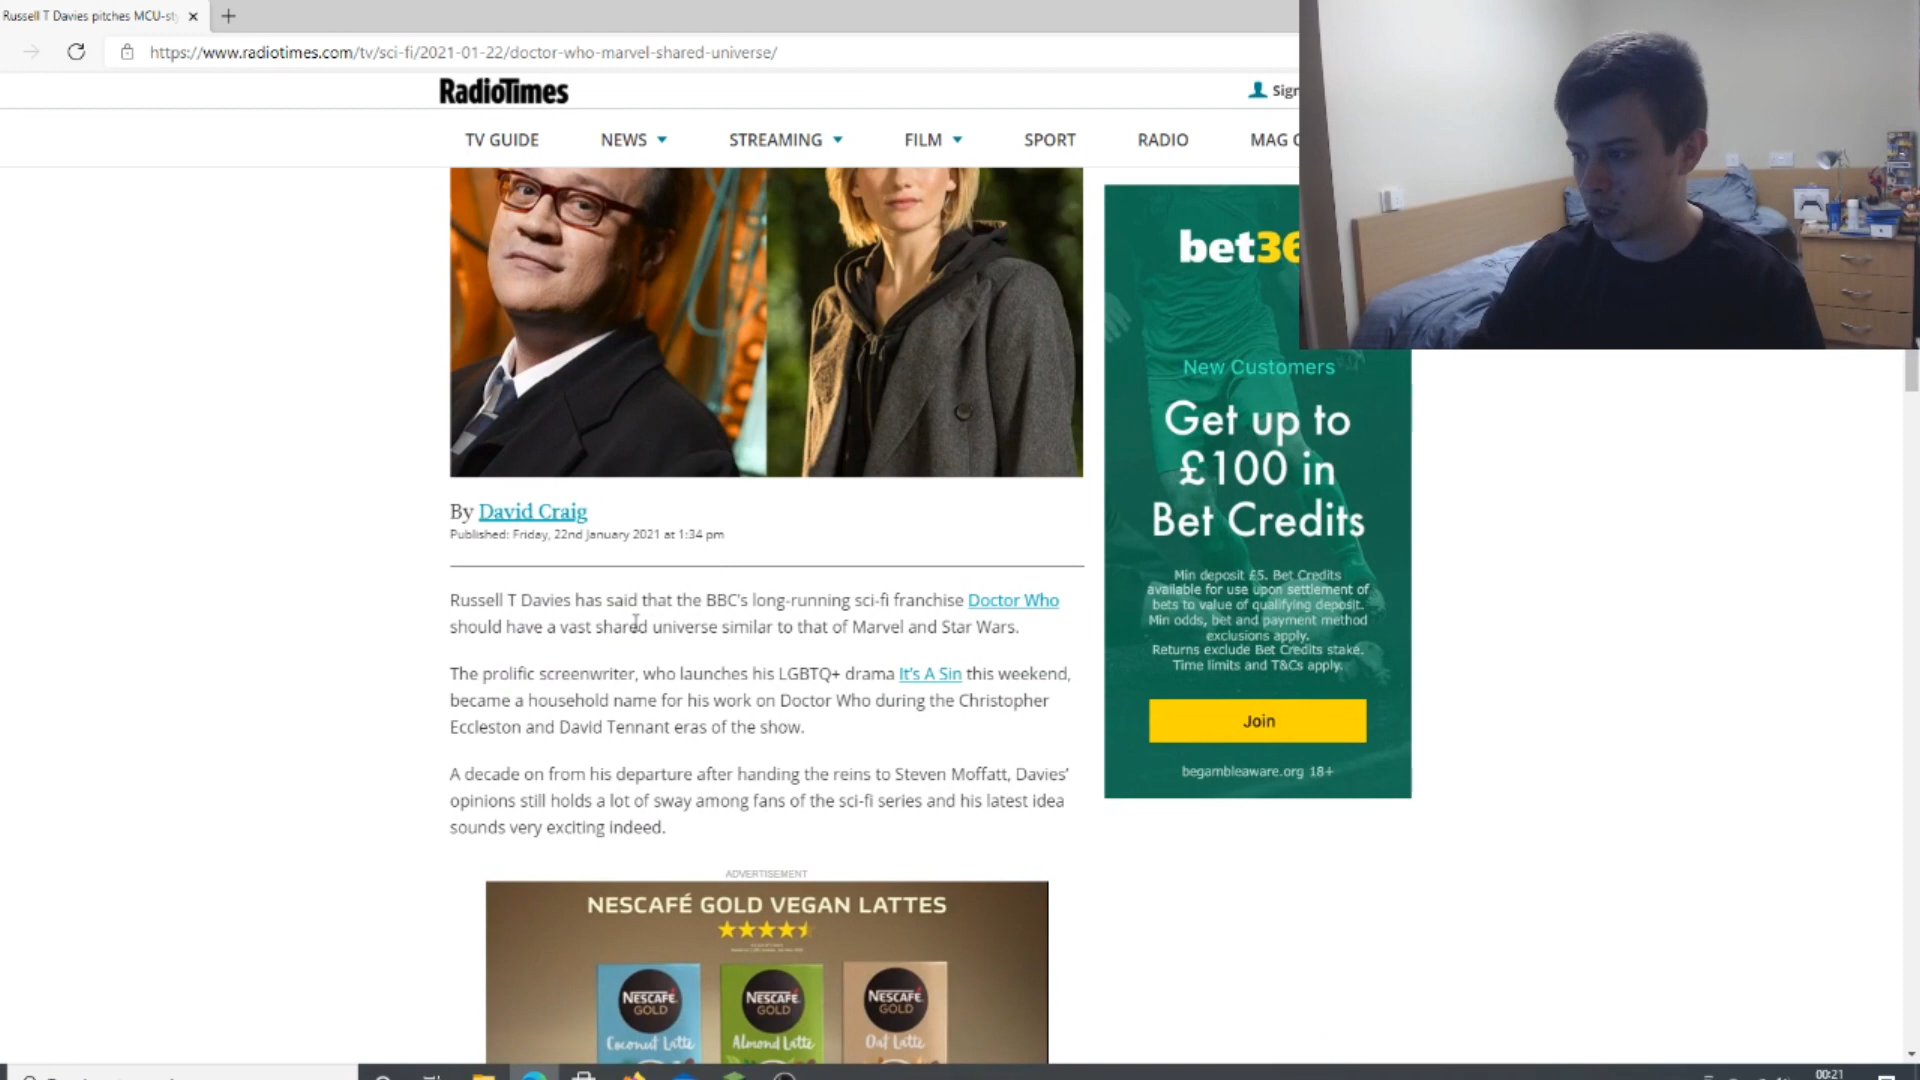 Russell T Davies pitches MCU-sty
https://www.radiotimes.com/tv/sci-fi/2021-01-22/doctor-who-marvel-shared-universe/
RadioTimes
Sign
TV GUIDE
NEWS
STREAMING
FILM
SPORT
RADIO
MAG
By David Craig
Published: Friday, 22nd January 2021 at 1:34 pm
Russell T Davies has said that the BBC's long-running sci-fi franchise Doctor Who
should have a vast shared universe similar to that of Marvel and Star Wars.
The prolific screenwriter, who launches his LGBTQ+ drama It's A Sin this weekend,
became a household name for his work on Doctor Who during the Christopher
Eccleston and David Tennant eras of the show.
A decade on from his departure after handing the reins to Steven Moffatt, Davies'
opinions still holds a lot of sway among fans of the sci-fi series and his latest idea
sounds very exciting indeed.
ADVERTISEMENT
NESCAFÉ GOLD VEGAN LATTES
NESCAFÉ
GOLD
Coconut Latte
NESCAFÉ
GOLD
Almond Latte
NESCAFÉ
GOLD
Oat Latte
bet36
New Customers
Get up to
£100 in
Bet Credits
Min deposit £5. Bet Credits
available for use upon settlement of
bets to value of qualifying deposit.
Min odds, bet and payment method
exclusions apply.
Returns exclude Bet Credits stake.
Time limits and T&Cs apply.
Join
begambleaware.org 18+
00:21